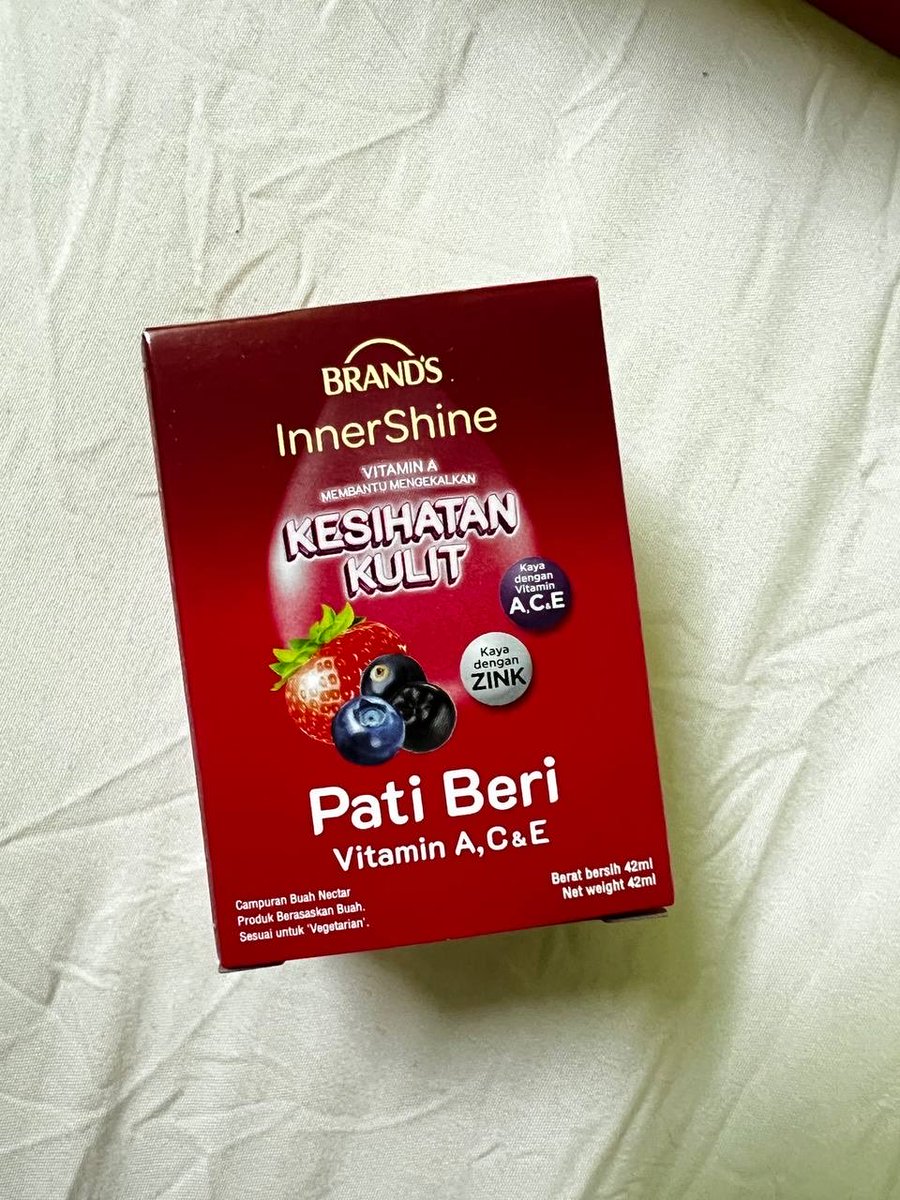 BRAND'S
InnerShine
VITAMIN A
MEMBANTU MENGEKALKAN
KESIHATAN
KULIT
Kaya
dengan
Vitamin
A,C&E
Kaya
dengan
ZINK
Pati Beri
Vitamin A,C&E
Campuran Buah Nectar
Produk Berasaskan Buah.
Sesuai untuk 'Vegetarian'.
Berat bersih 42ml
Net weight 42ml